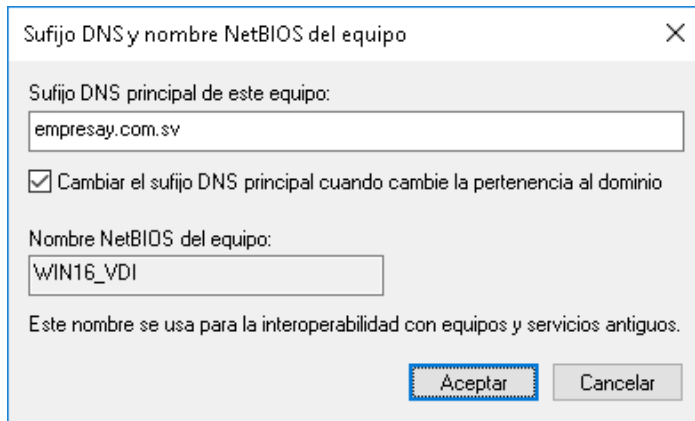 Sufijo DNS y nombre NetBIOS del equipo
Sufijo DNS principal de este equipo:
empresay.com.sv
Cambiar el sufijo DNS principal cuando cambie la pertenencia al dominio
Nombre NetBIOS del equipo:
WIN16_VDI
Este nombre se usa para la interoperabilidad con equipos y servicios antiguos.
Aceptar Cancelar